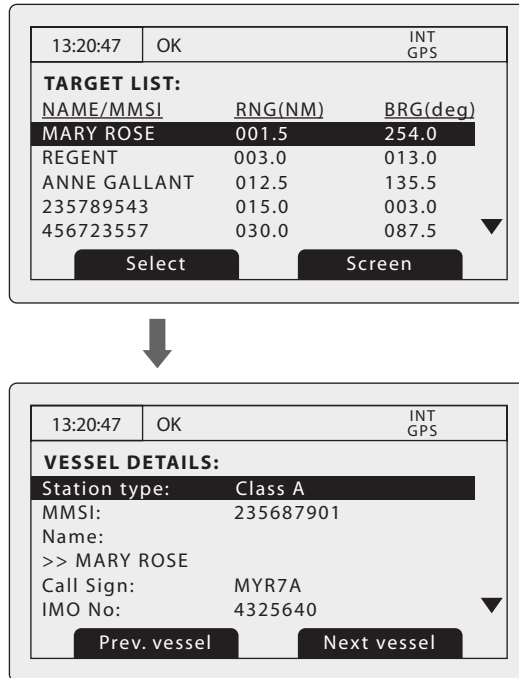 13:20:47 OK INT GPS
TARGET LIST:
NAME/MMSI RNG(NM) BRG(deg)
MARY ROSE 001.5 254.0
REGENT 003.0 013.0
ANNE GALLANT 012.5 135.5
235789543 015.0 003.0
456723557 030.0 087.5
Select Screen
13:20:47 OK INT GPS
VESSEL DETAILS:
Station type: Class A
MMSI: 235687901
Name:
>> MARY ROSE
Call Sign: MYR7A
IMO No: 4325640
Prev. vessel Next vessel